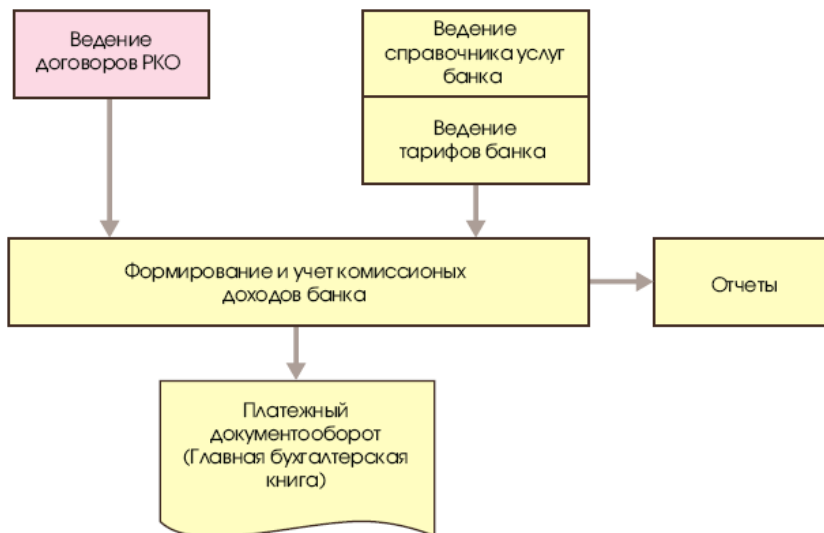 Ведение
договоров РКО
Ведение
справочника услуг
банка
Ведение
тарифов банка
Формирование и учет комиссионых
доходов банка
Отчеты
Платежный
документооборот
(Главная бухгалтерская
книга)